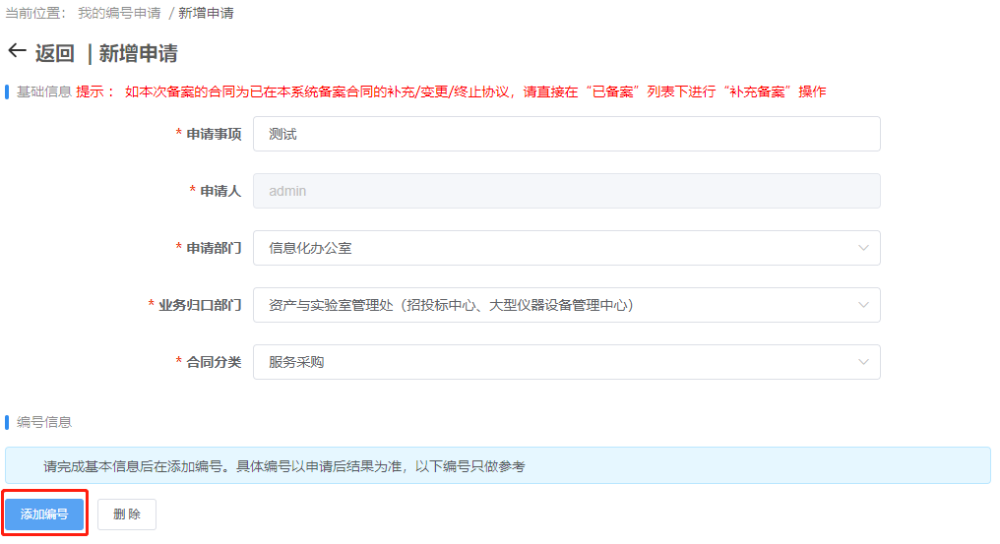 当前位置： 我的编号申请 / 新增申请
← 返回 | 新增申请
基础信息 提示： 如本次备案的合同为已在本系统备案合同的补充/变更/终止协议，请直接在“已备案”列表下进行“补充备案”操作
* 申请事项 测试
* 申请人 admin
* 申请部门 信息化办公室
* 业务归口部门 资产与实验室管理处（招投标中心、大型仪器设备管理中心）
* 合同分类 服务采购
编号信息
请完成基本信息后在添加编号。具体编号以申请后结果为准，以下编号只做参考
添加编号 删 除